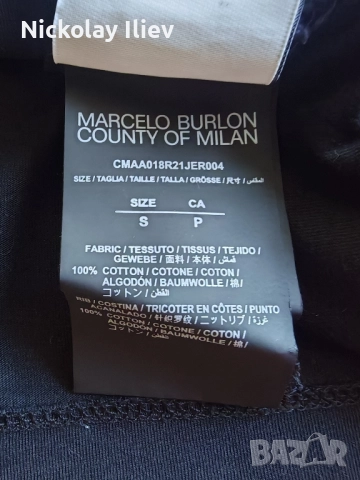 Nickolay Iliev
MARCELO BURLON
COUNTY OF MILAN
CMAA018R21JER004
SIZE / TAGLIA / TAILLE / TALLA / GRÖSSE / 尺寸 / المقاس
SIZE CA
S P
FABRIC / TESSUTO / TISSUS / TEJIDO /
GEWEBE / 面料 / 本体 / قماش /
100% COTTON / COTONE / COTON /
ALGODÓN / BAUMWOLLE / 棉 /
コットン / القطن /
RIB / COSTINA / TRICOTER EN CÔTES / PUNTO
ACANALADO / 针织罗纹 / ニットリブ /
100% COTTON / COTONE / COTON /
ALGODÓN / BAUMWOLLE / 棉 /
コットン / القطن /
BAZAR